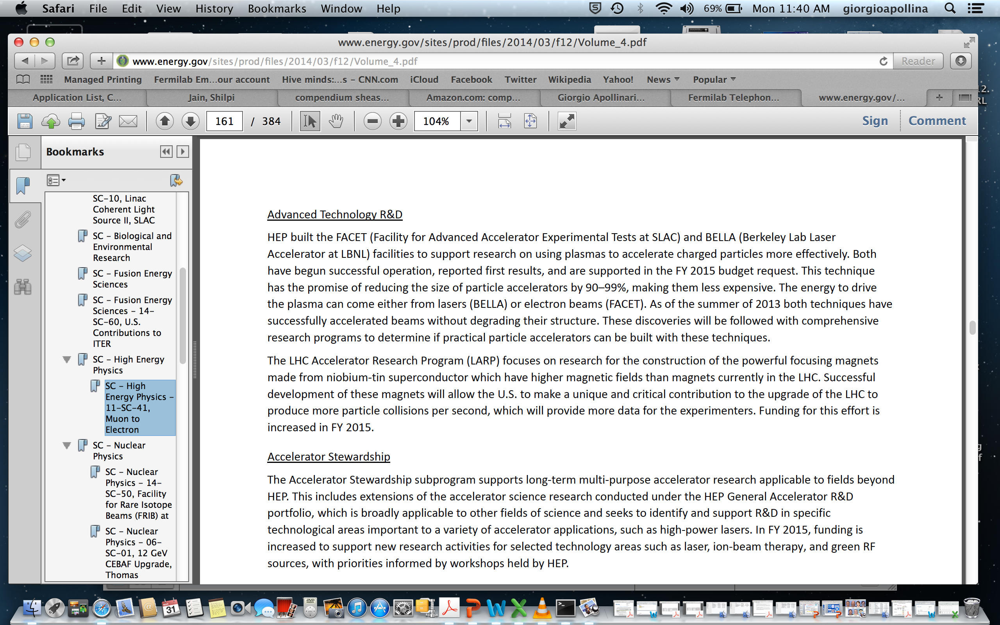 Safari File Edit View History Bookmarks Window Help 69% Mon 11:40 AM giorgioapollina
www.energy.gov/sites/prod/files/2014/03/f12/Volume_4.pdf
www.energy.gov/sites/prod/files/2014/03/f12/Volume_4.pdf Reader
Managed Printing Fermilab Em...our account Hive minds:...s – CNN.com iCloud Facebook Twitter Wikipedia Yahoo! News Popular
Application List, C... Jain, Shilpi compendium sheas... Amazon.com: comp... Giorgio Apollinari... Fermilab Telephon... www.energy.gov/...
161 / 384 104% Sign Comment
Bookmarks
SC–10, Linac
Coherent Light
Source II, SLAC
SC – Biological and
Environmental
Research
SC – Fusion Energy
Sciences
SC – Fusion Energy
Sciences – 14–
SC–60, U.S.
Contributions to
ITER
SC – High Energy
Physics
SC – High
Energy Physics –
11–SC–41,
Muon to
Electron
SC – Nuclear
Physics
SC – Nuclear
Physics – 14–
SC–50, Facility
for Rare Isotope
Beams (FRIB) at
SC – Nuclear
Physics – 06–
SC–01, 12 GeV
CEBAF Upgrade,
Thomas
Advanced Technology R&D
HEP built the FACET (Facility for Advanced Accelerator Experimental Tests at SLAC) and BELLA (Berkeley Lab Laser
Accelerator at LBNL) facilities to support research on using plasmas to accelerate charged particles more effectively. Both
have begun successful operation, reported first results, and are supported in the FY 2015 budget request. This technique
has the promise of reducing the size of particle accelerators by 90–99%, making them less expensive. The energy to drive
the plasma can come either from lasers (BELLA) or electron beams (FACET). As of the summer of 2013 both techniques have
successfully accelerated beams without degrading their structure. These discoveries will be followed with comprehensive
research programs to determine if practical particle accelerators can be built with these techniques.
The LHC Accelerator Research Program (LARP) focuses on research for the construction of the powerful focusing magnets
made from niobium-tin superconductor which have higher magnetic fields than magnets currently in the LHC. Successful
development of these magnets will allow the U.S. to make a unique and critical contribution to the upgrade of the LHC to
produce more particle collisions per second, which will provide more data for the experimenters. Funding for this effort is
increased in FY 2015.
Accelerator Stewardship
The Accelerator Stewardship subprogram supports long-term multi-purpose accelerator research applicable to fields beyond
HEP. This includes extensions of the accelerator science research conducted under the HEP General Accelerator R&D
portfolio, which is broadly applicable to other fields of science and seeks to identify and support R&D in specific
technological areas important to a variety of accelerator applications, such as high-power lasers. In FY 2015, funding is
increased to support new research activities for selected technology areas such as laser, ion-beam therapy, and green RF
sources, with priorities informed by workshops held by HEP.
12.
RL
MAR
31
DVD